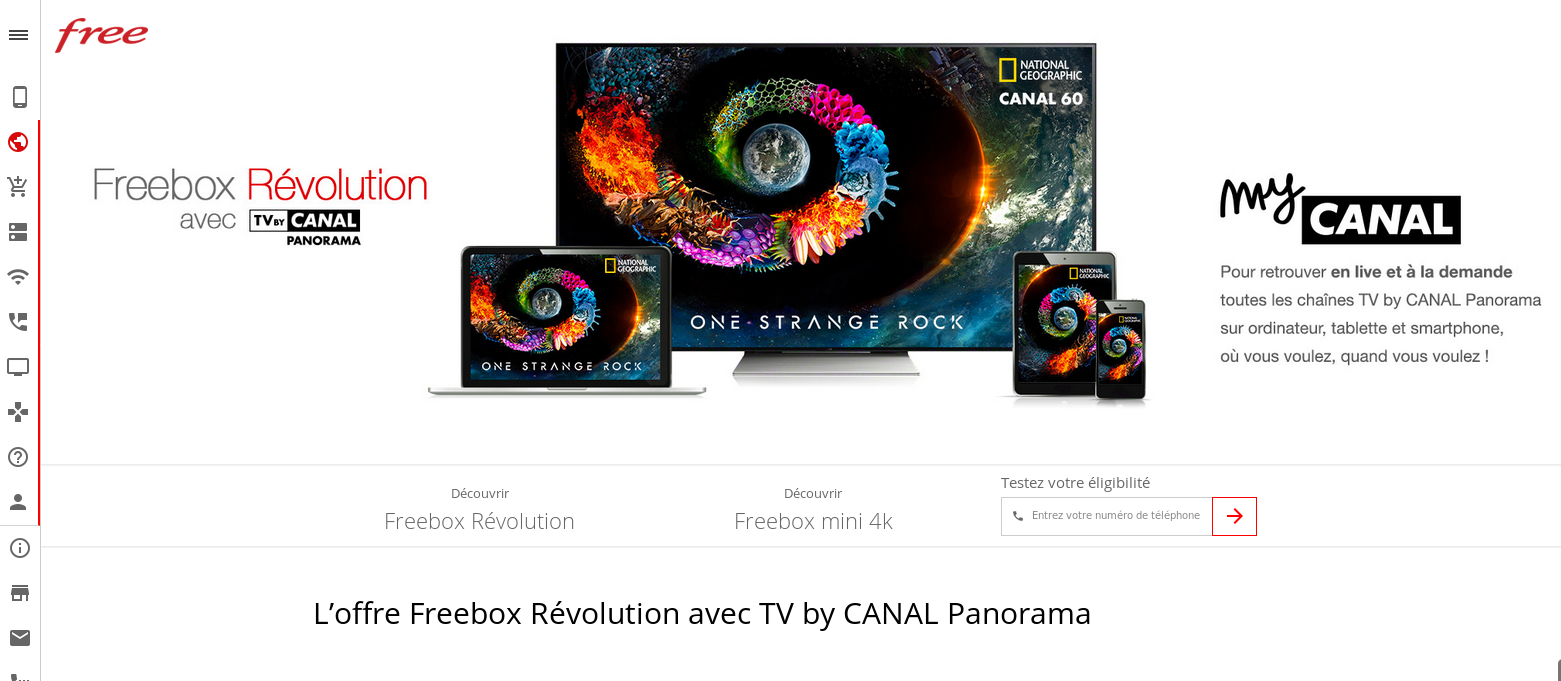 free
NATIONAL
GEOGRAPHIC
CANAL 60
Freebox Révolution
avec TV BY CANAL
PANORAMA
my
CANAL
NATIONAL
GEOGRAPHIC
NATIONAL
GEOGRAPHIC
Pour retrouver en live et à la demande
toutes les chaînes TV by CANAL Panorama
sur ordinateur, tablette et smartphone,
où vous voulez, quand vous voulez !
ONE STRANGE ROCK
ONE STRANGE ROCK
Testez votre éligibilité
Découvrir
Freebox Révolution
Découvrir
Freebox mini 4k
Entrez votre numéro de téléphone
L’offre Freebox Révolution avec TV by CANAL Panorama